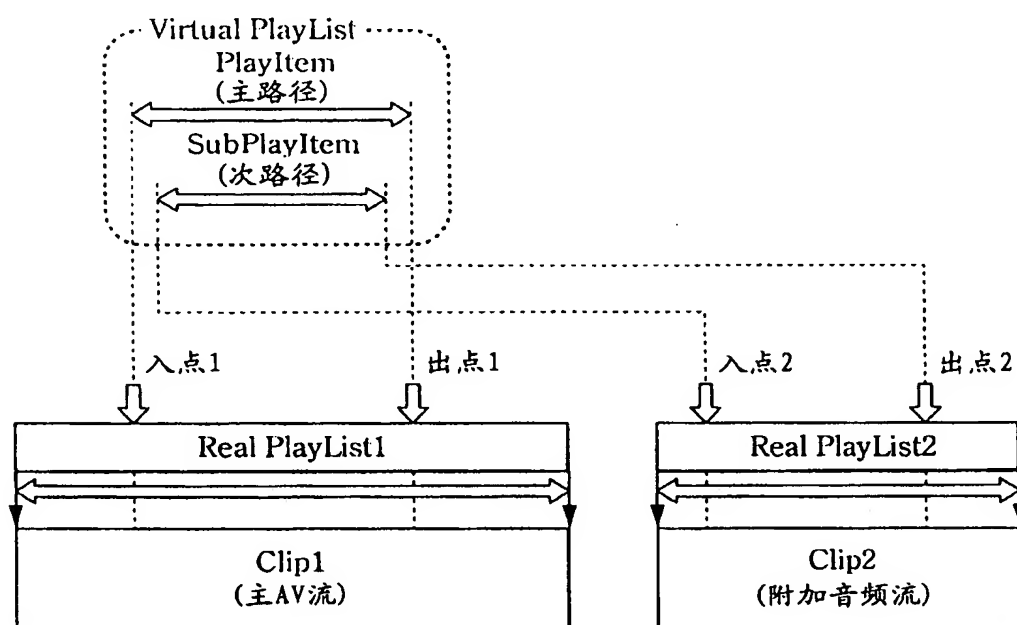 Virtual PlayList
PlayItem
(主路径)
SubPlayItem
(次路径)
入点1
出点1
入点2
出点2
Real PlayList1
Real PlayList2
Clip1
(主AV流)
Clip2
(附加音频流)